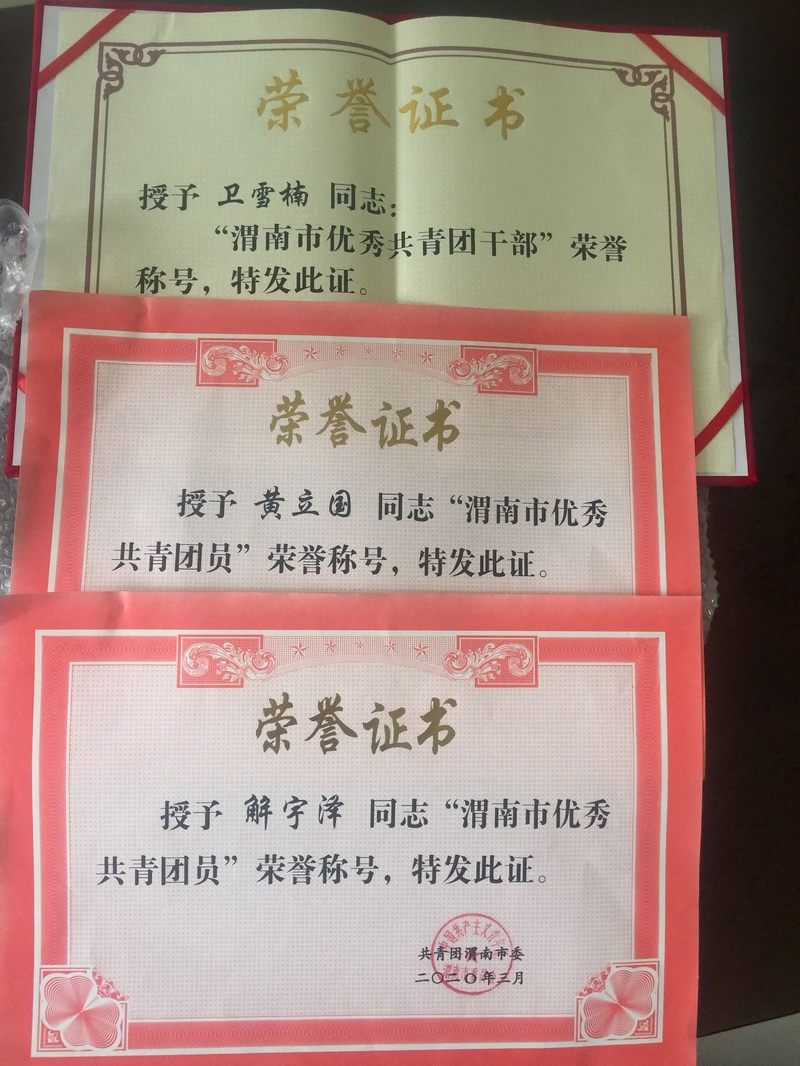 荣誉证书
授予 卫雪楠 同志：
“渭南市优秀共青团干部”荣誉
称号，特发此证。
荣誉证书
授予 黄立国 同志“渭南市优秀
共青团员”荣誉称号，特发此证。
荣誉证书
授予 解宇泽 同志“渭南市优秀
共青团员”荣誉称号，特发此证。
共青团渭南市委
二〇二〇年三月